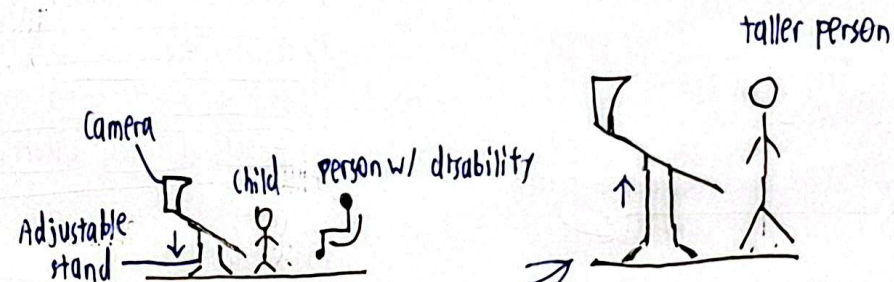 taller person
Camera
Child
person w/ disability
Adjustable
stand